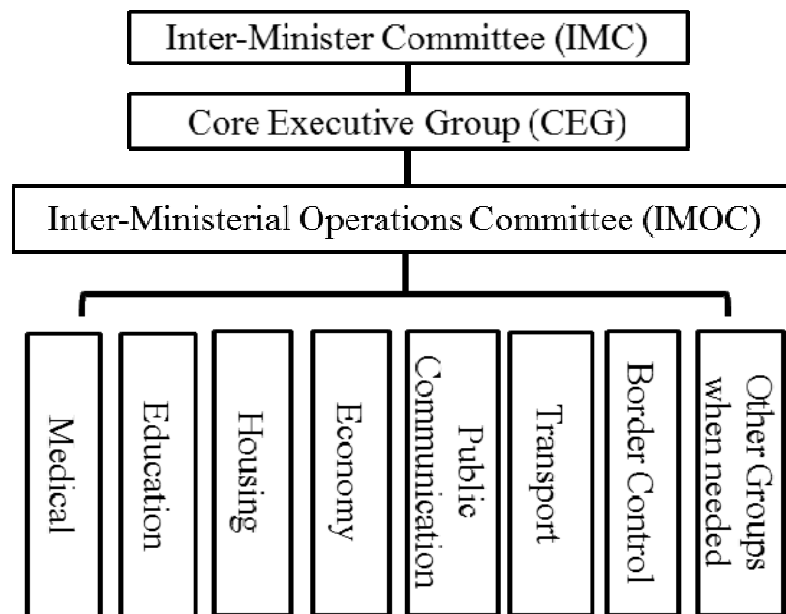 Inter-Minister Committee (IMC)
Core Executive Group (CEG)
Inter-Ministerial Operations Committee (IMOC)
Medical
Education
Housing
Economy
Public
Communication
Transport
Border Control
Other Groups
when needed